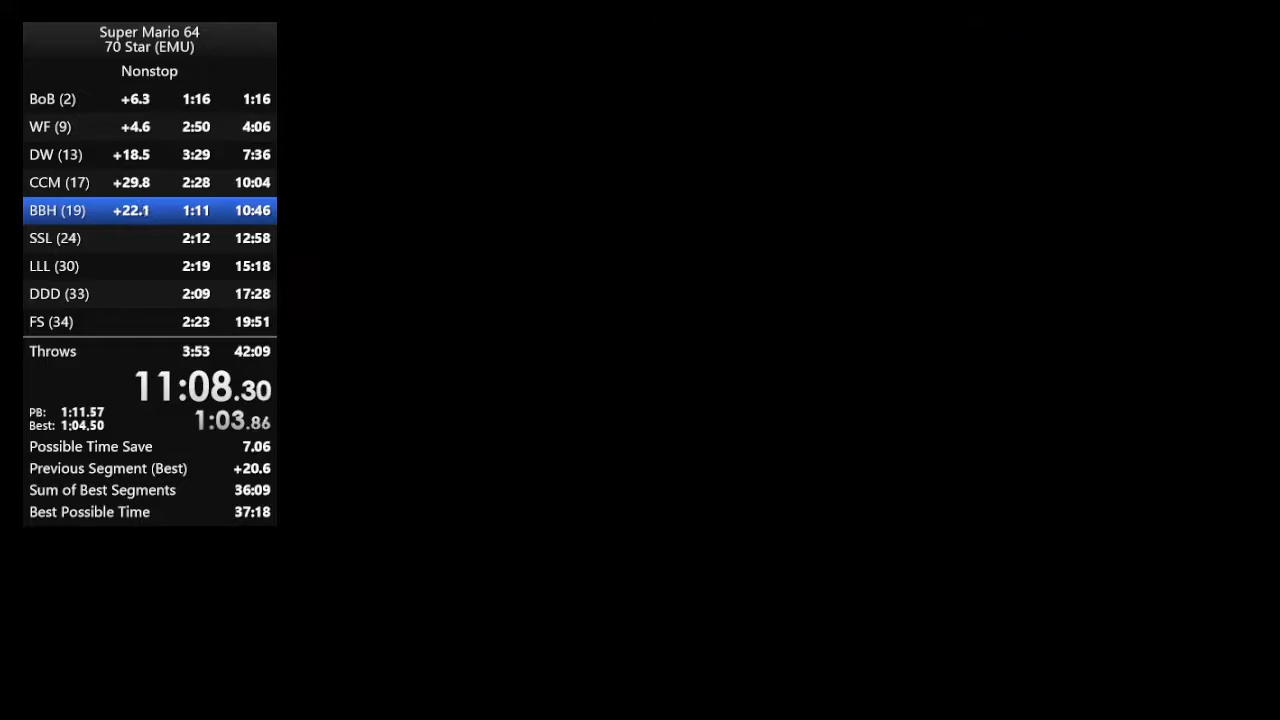 Super Mario 64
70 Star (EMU)
Nonstop
BoB (2) +6.3 1:16 1:16
WF (9) +4.6 2:50 4:06
DW (13) +18.5 3:29 7:36
CCM (17) +29.8 2:28 10:04
BBH (19) +22.1 1:11 10:46
SSL (24) 2:12 12:58
LLL (30) 2:19 15:18
DDD (33) 2:09 17:28
FS (34) 2:23 19:51
Throws 3:53 42:09
11:08.30
PB: 1:11.57
Best: 1:04.50
1:03.86
Possible Time Save 7.06
Previous Segment (Best) +20.6
Sum of Best Segments 36:09
Best Possible Time 37:18